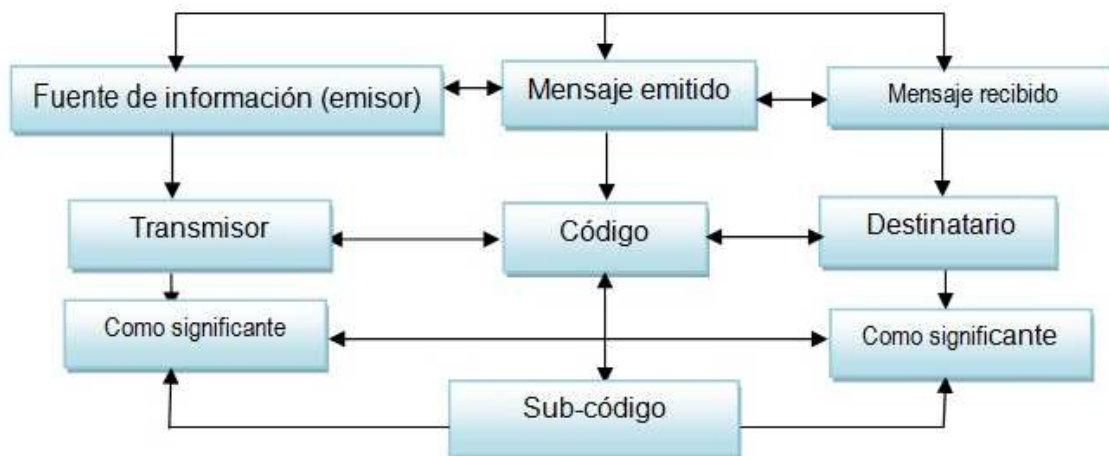 Fuente de información (emisor)
Mensaje emitido
Mensaje recibido
Transmisor
Código
Destinatario
Como significante
Como significante
Sub-código